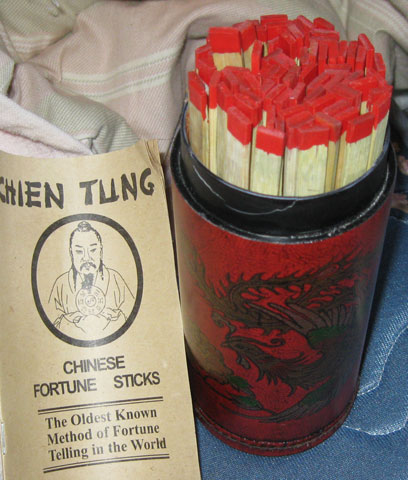 CHIEN TUNG
CHINESE
FORTUNE STICKS
The Oldest Known
Method of Fortune
Telling in the World